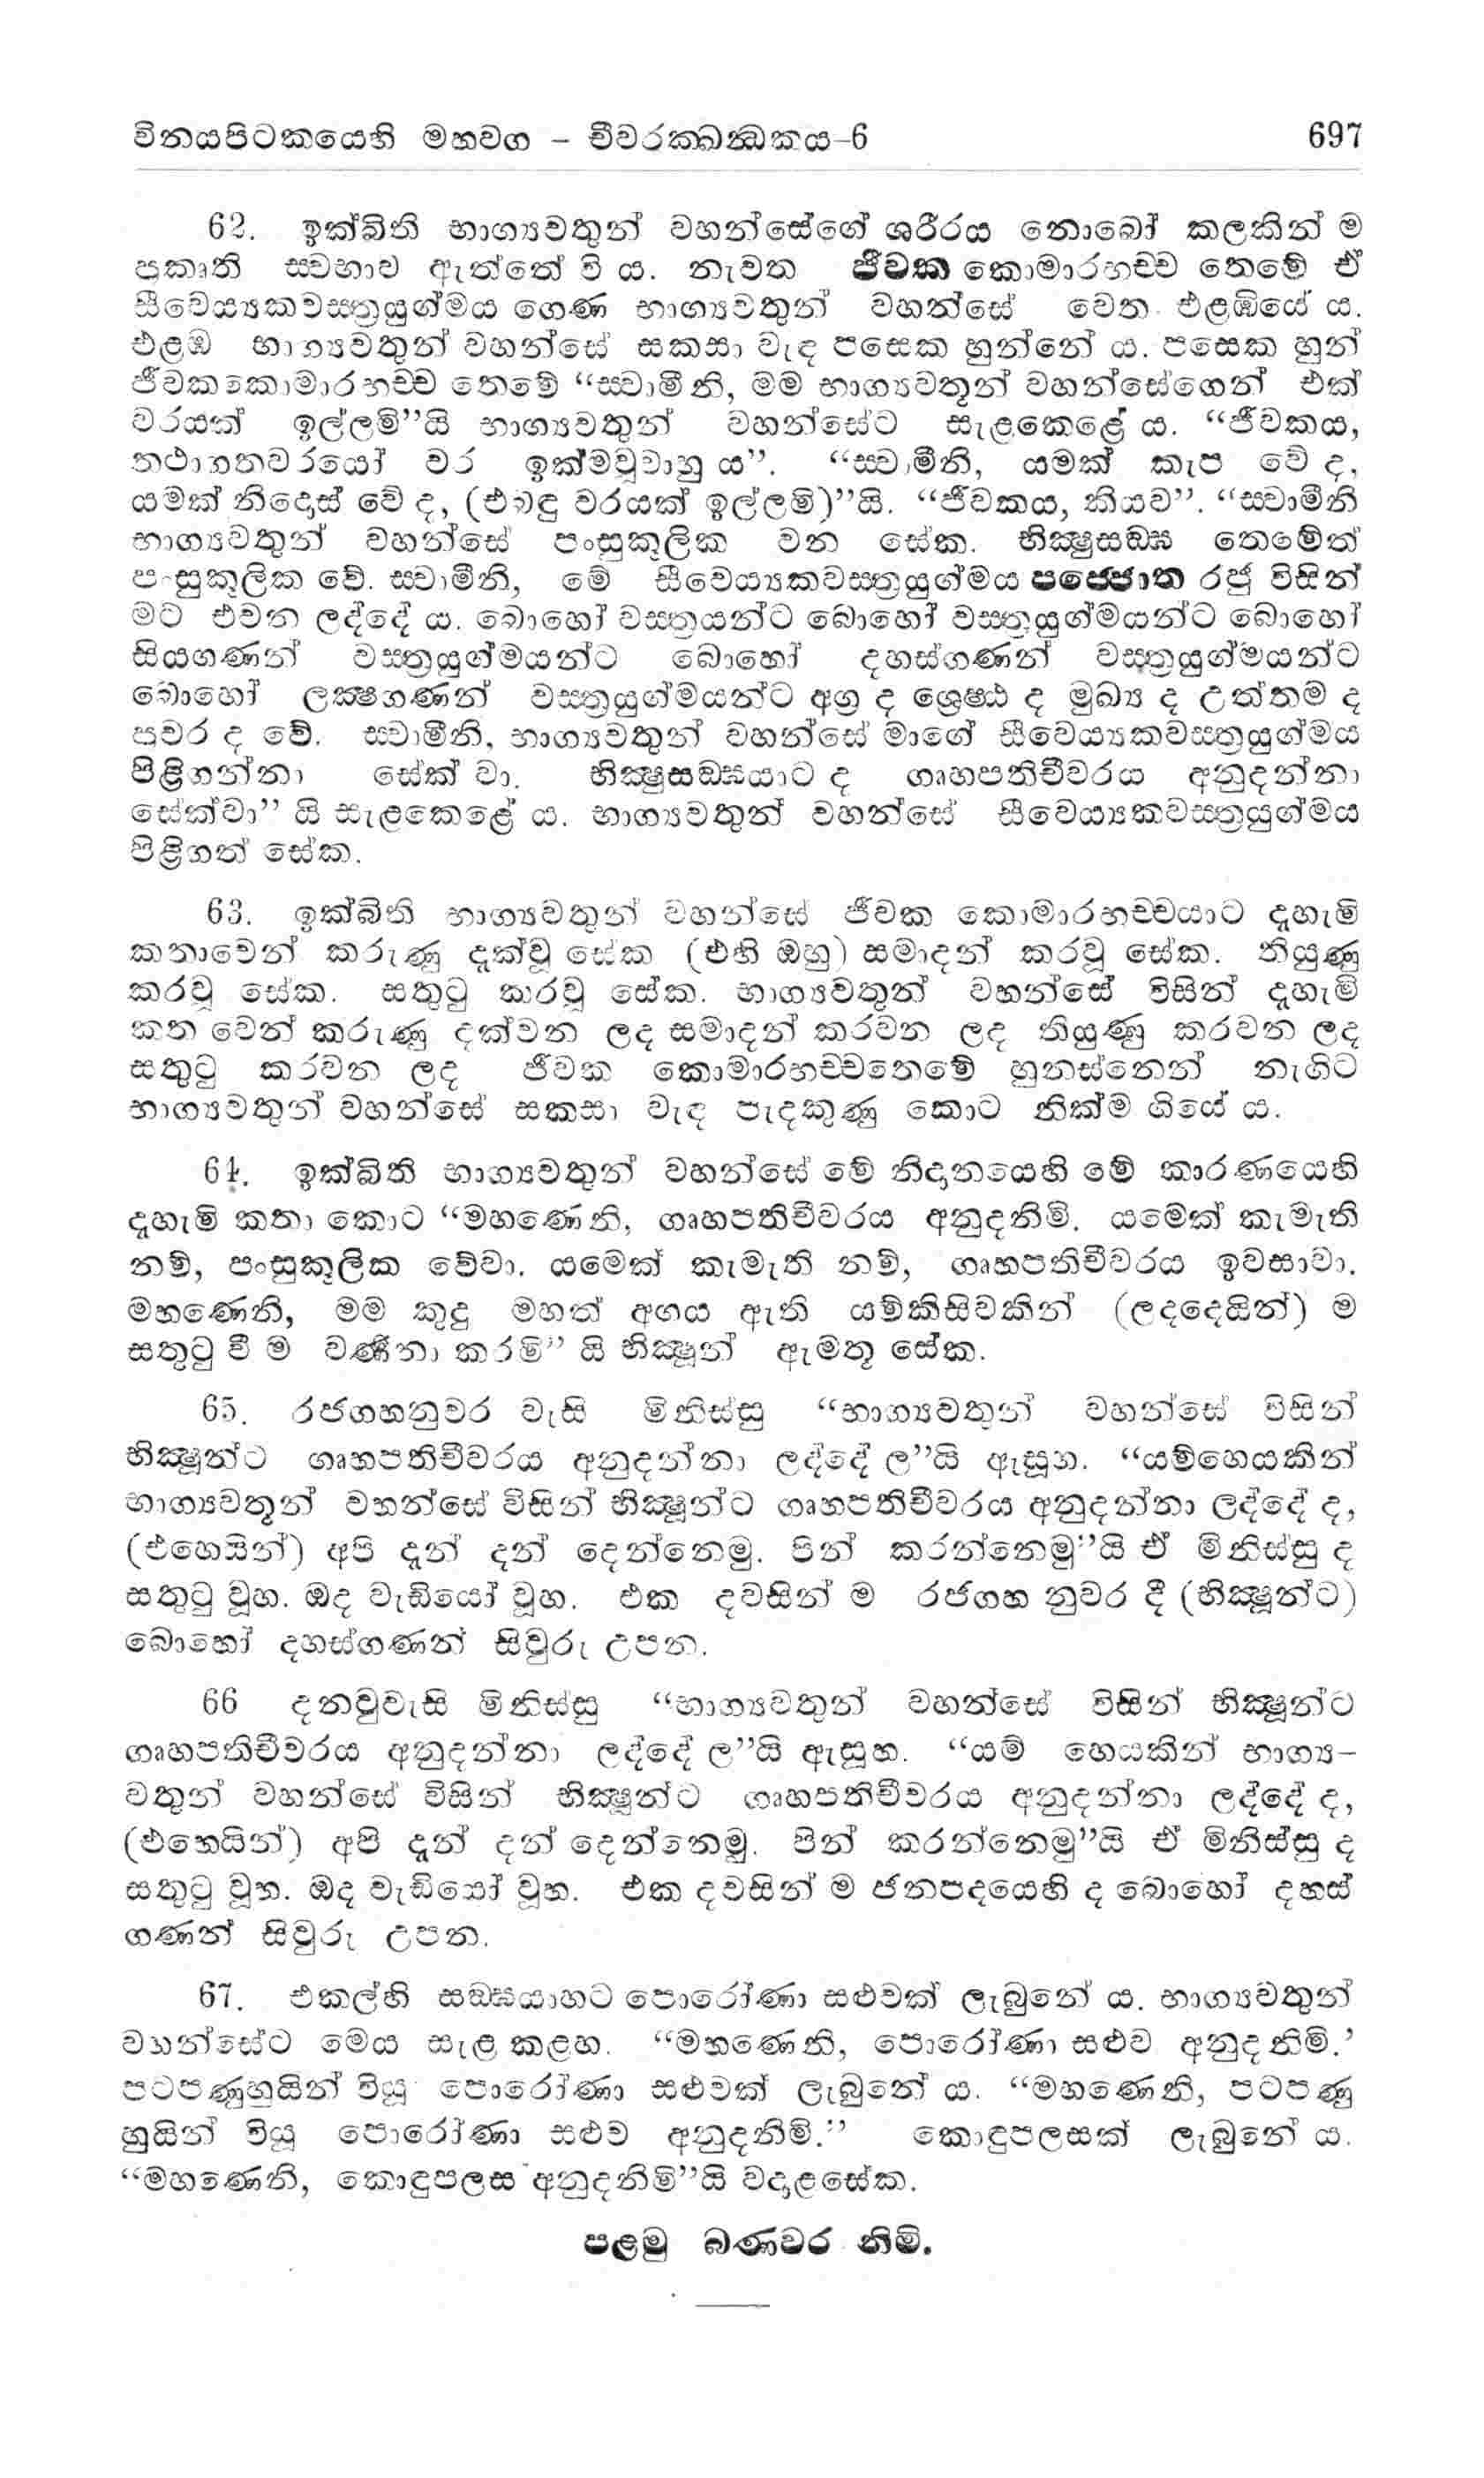 විනයපිටකයෙහි මහවග – චීවරක්ඛන්ධකය–6 697
62. ඉක්බිති භාග්‍යවතුන් වහන්සේගේ ශරීරය නොබෝ කලකින් ම
ප්‍රකෘති ස්වභාව ඇත්තේ වි ය. නැවත ජීවක කොමාරභච්ච තෙමේ ඒ
සීවෙය්‍යකවස්ත්‍රයුග්මය ගෙණ භාග්‍යවතුන් වහන්සේ වෙත එළඹියේ ය.
එළඹ භාග්‍යවතුන් වහන්සේ සකසා වැඳ පසෙක හුන්නේ ය. පසෙක හුන්
ජීවකකොමාරභච්ච තෙමේ “ස්වාමීනි, මම භාග්‍යවතූන් වහන්සේගෙන් එක්
වරයක් ඉල්ලමි”යි භාග්‍යවතුන් වහන්සේට සැළකෙළේ ය. “ජීවකය,
තථාගතවරයෝ වර ඉක්මවූවාහු ය”. “ස්වාමීනි, යමක් කැප වේ ද,
යමක් නිදොස් වේ ද, (එබඳු වරයක් ඉල්ලමි)”යි. “ජීවකය, කියව”. “ස්වාමීනි
භාග්‍යවතුන් වහන්සේ පංසුකූලික වන සේක. භික්ෂුසඞ්ඝ තෙමේත්
පංසුකූලික වේ. ස්වාමීනි, මේ සීවෙය්‍යකවස්ත්‍රයුග්මය පජ්ජොත රජු විසින්
මට එවන ලද්දේ ය. බොහෝ වස්ත්‍රයන්ට බොහෝ වස්ත්‍රයුග්මයන්ට බොහෝ
සියගණන් වස්ත්‍රයුග්මයන්ට බොහෝ දහස්ගණන් වස්ත්‍රයුග්මයන්ට
බොහෝ ලක්ෂගණන් වස්ත්‍රයුග්මයන්ට අග්‍ර ද ශ්‍රෙෂ්ඨ ද මුඛ්‍ය ද උත්තම ද
ප්‍රවර ද වේ. ස්වාමීනි, භාග්‍යවතුන් වහන්සේ මාගේ සීවෙය්‍යකවස්ත්‍රයුග්මය
පිළිගන්නා සේක් වා. භික්ෂුසඞ්ඝයාට ද ගෘහපතිචීවරය අනුදන්නා
සේක්වා” යි සැළකෙළේ ය. භාග්‍යවතුන් වහන්සේ සීවෙය්‍යකවස්ත්‍රයුග්මය
පිළිගත් සේක.
63. ඉක්බිති භාග්‍යවතුන් වහන්සේ ජීවක කොමාරභච්චයාට දැහැමි
කතාවෙන් කරුණු දැක්වූ සේක (එහි ඔහු) සමාදන් කරවූ සේක. තියුණු
කරවූ සේක. සතුටු කරවූ සේක. භාග්‍යවතුන් වහන්සේ විසින් දැහැමි
කත වෙන් කරුණු දක්වන ලද සමාදන් කරවන ලද තියුණු කරවන ලද
සතුටු කරවන ලද ජීවක කොමාරභච්චතෙමේ හුනස්නෙන් නැගිට
භාග්‍යවතුන් වහන්සේ සකසා වැඳ පැදකුණු කොට නික්ම ගියේ ය.
64. ඉක්බිති භාග්‍යවතුන් වහන්සේ මේ නිදානයෙහි මේ කාරණයෙහි
දැහැමි කතා කොට “මහණෙනි, ගෘහපතිචීවරය අනුදනිමි. යමෙක් කැමැති
නම්, පංසුකූලික වේවා. යමෙක් කැමැති නම්, ගෘහපතිචීවරය ඉවසාවා.
මහණෙනි, මම කුදු මහත් අගය ඇති යම්කිසිවකින් (ලදදෙයින්) ම
සතුටු වී ම වර්ණනා කරමි” යි භික්ෂූන් ඇමතූ සේක.
65. රජගහනුවර වැසි මිනිස්සු “භාග්‍යවතුන් වහන්සේ විසින්
භික්ෂූන්ට ගෘහපතිචීවරය අනුදන්නා ලද්දේ ල”යි ඇසූහ. “යම්හෙයකින්
භාග්‍යවතූන් වහන්සේ විසින් භික්ෂූන්ට ගෘහපතිචීවරය අනුදන්නා ලද්දේ ද,
(එහෙයින්) අපි දැන් දන් දෙන්නෙමු. පින් කරන්නෙමු”යි ඒ මිනිස්සු ද
සතුටු වූහ. ඔද වැඩියෝ වූහ. එක දවසින් ම රජගහ නුවර දී (භික්ෂූන්ට)
බොහෝ දහස්ගණන් සිවුරු උපන.
66 දනවුවැසි මිනිස්සු “භාග්‍යවතුන් වහන්සේ විසින් භික්ෂූන්ට
ගෘහපතිචීවරය අනුදන්නා ලද්දේ ල”යි ඇසූහ. “යම් හෙයකින් භාග්‍ය–
වතුන් වහන්සේ විසින් භික්ෂූන්ට ගෘහපතිචීවරය අනුදන්නා ලද්දේ ද,
(එහෙයින්) අපි දැන් දන් දෙන්නෙමු. පින් කරන්නෙමු”යි ඒ මිනිස්සු ද
සතුටු වූහ. ඔද වැඩියෝ වූහ. එක දවසින් ම ජනපදයෙහි ද බොහෝ දහස්
ගණන් සිවුරු උපන.
67. එකල්හි සඞ්ඝයාහට පොරෝණා සළුවක් ලැබුනේ ය. භාග්‍යවතුන්
වහන්සේට මෙය සැළ කළහ. “මහණෙනි, පොරෝණා සළුව අනුදනිමි.’
පටපණුහුයින් වියූ පොරෝණා සළුවක් ලැබුනේ ය. “මහණෙනි, පටපණු
හුයින් වියූ පොරෝණා සළුව අනුදනිමි.” කොඳුපලසක් ලැබුනේ ය.
“මහණෙනි, කොඳුපලස අනුදනිමි”යි වදාළසේක.
පළමු බණවර නිමි.